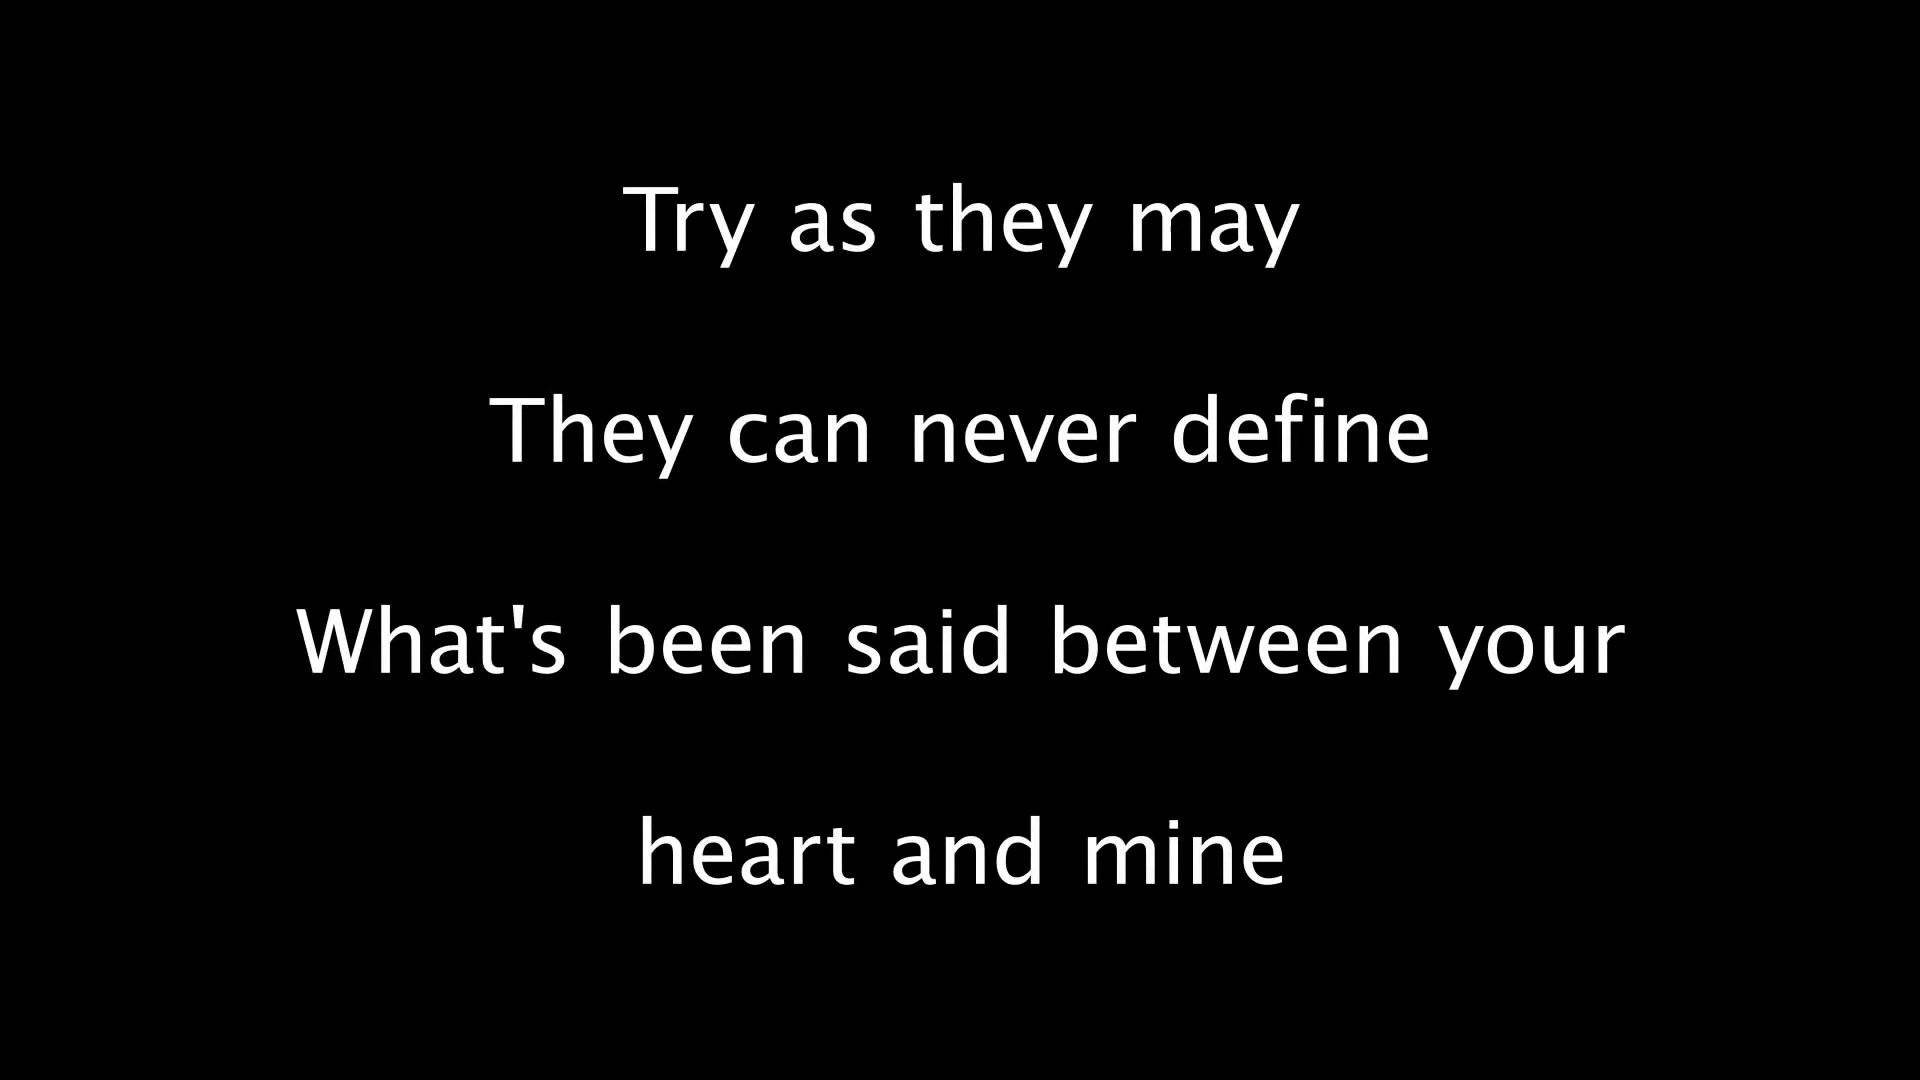 Try as they may
They can never define
What's been said between your
heart and mine